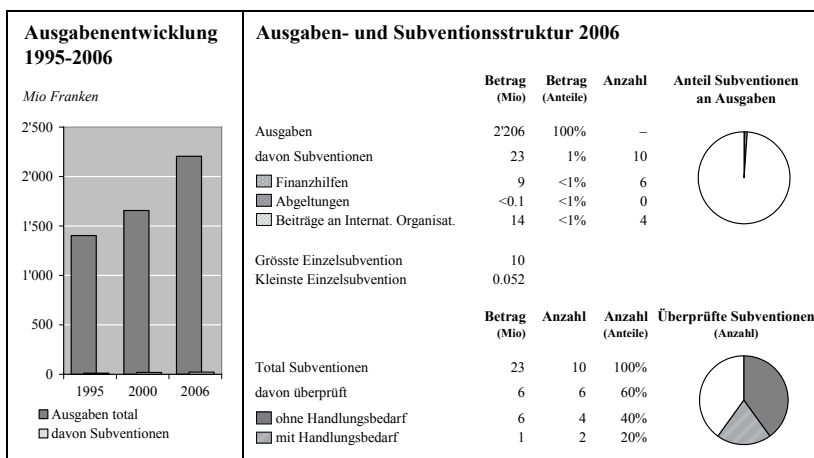 Ausgabenentwicklung
1995-2006
Mio Franken
2'500
2'000
1'500
1'000
500
0
1995 2000 2006
Ausgaben total
davon Subventionen
Ausgaben- und Subventionsstruktur 2006
Betrag Betrag Anzahl Anteil Subventionen
(Mio) (Anteile) an Ausgaben
Ausgaben 2'206 100% –
davon Subventionen 23 1% 10
Finanzhilfen 9 <1% 6
Abgeltungen <0.1 <1% 0
Beiträge an Internat. Organisat. 14 <1% 4
Grösste Einzelsubvention 10
Kleinste Einzelsubvention 0.052
Betrag Anzahl Anzahl Überprüfte Subventionen
(Mio) (Anteile) (Anzahl)
Total Subventionen 23 10 100%
davon überprüft 6 6 60%
ohne Handlungsbedarf 6 4 40%
mit Handlungsbedarf 1 2 20%